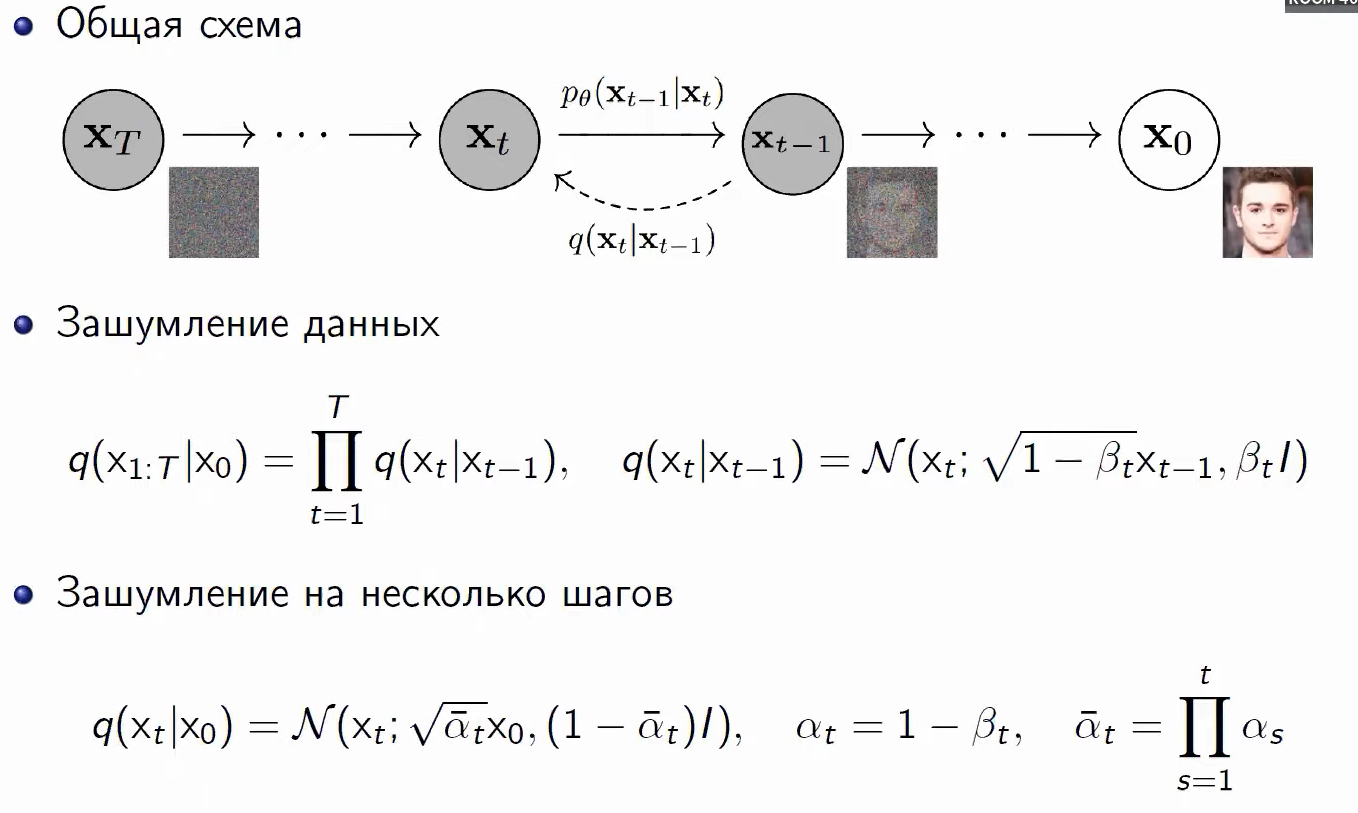 • Общая схема
p_θ(x_{t−1}|x_t)
x_T ⟶ ··· ⟶ x_t ⟶ x_{t−1} ⟶ ··· ⟶ x_0
q(x_t|x_{t−1})
• Зашумление данных
q(x_{1:T}|x_0) = ∏_{t=1}^{T} q(x_t|x_{t−1}), q(x_t|x_{t−1}) = 𝒩(x_t; √(1 − β_t)x_{t−1}, β_t I)
• Зашумление на несколько шагов
q(x_t|x_0) = 𝒩(x_t; √(ᾱ_t)x_0, (1 − ᾱ_t)I), α_t = 1 − β_t, ᾱ_t = ∏_{s=1}^{t} α_s